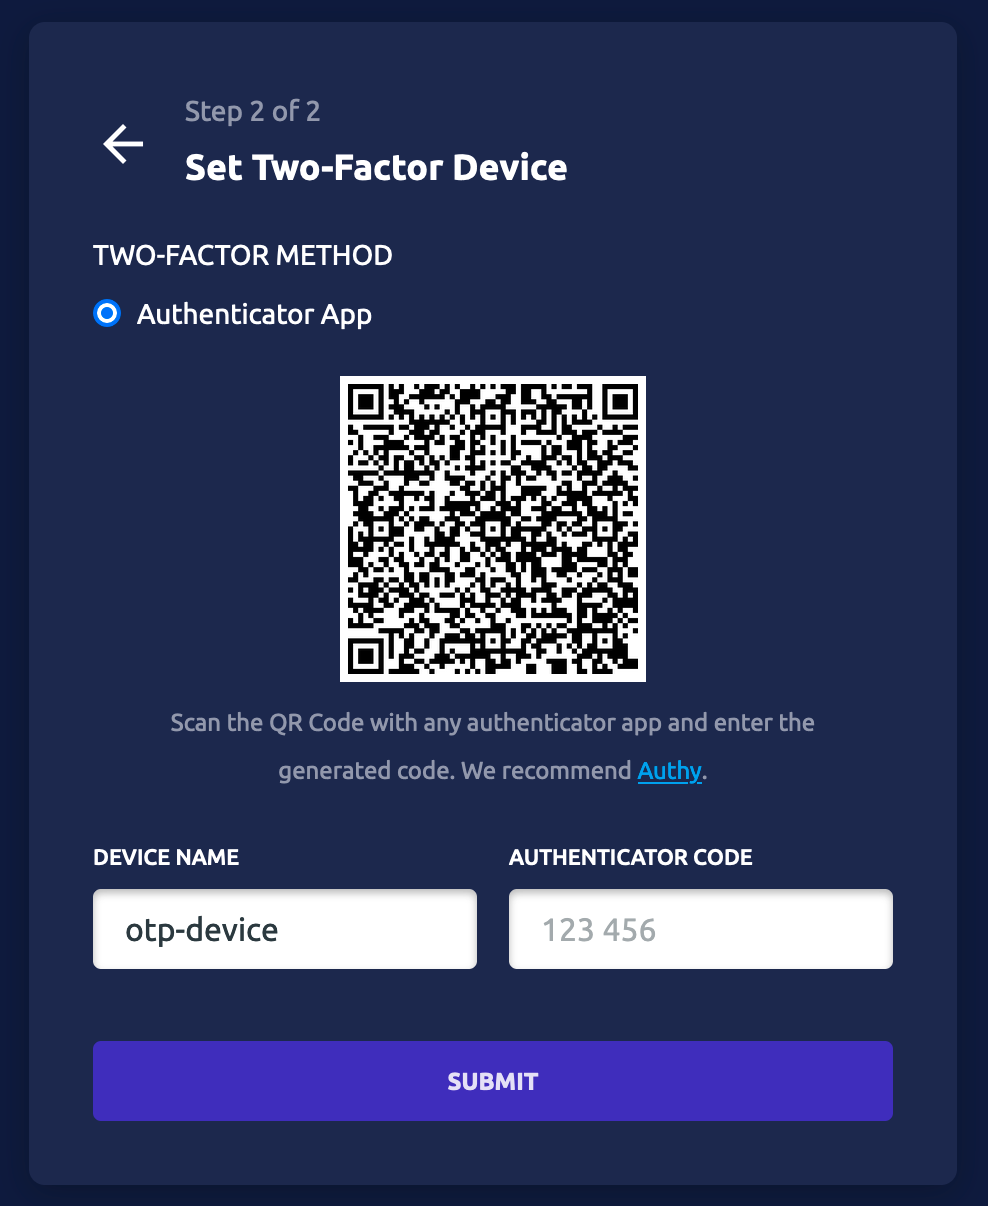 Step 2 of 2
Set Two-Factor Device
TWO-FACTOR METHOD
Authenticator App
Scan the QR Code with any authenticator app and enter the
generated code. We recommend Authy.
DEVICE NAME
AUTHENTICATOR CODE
otp-device
123 456
SUBMIT